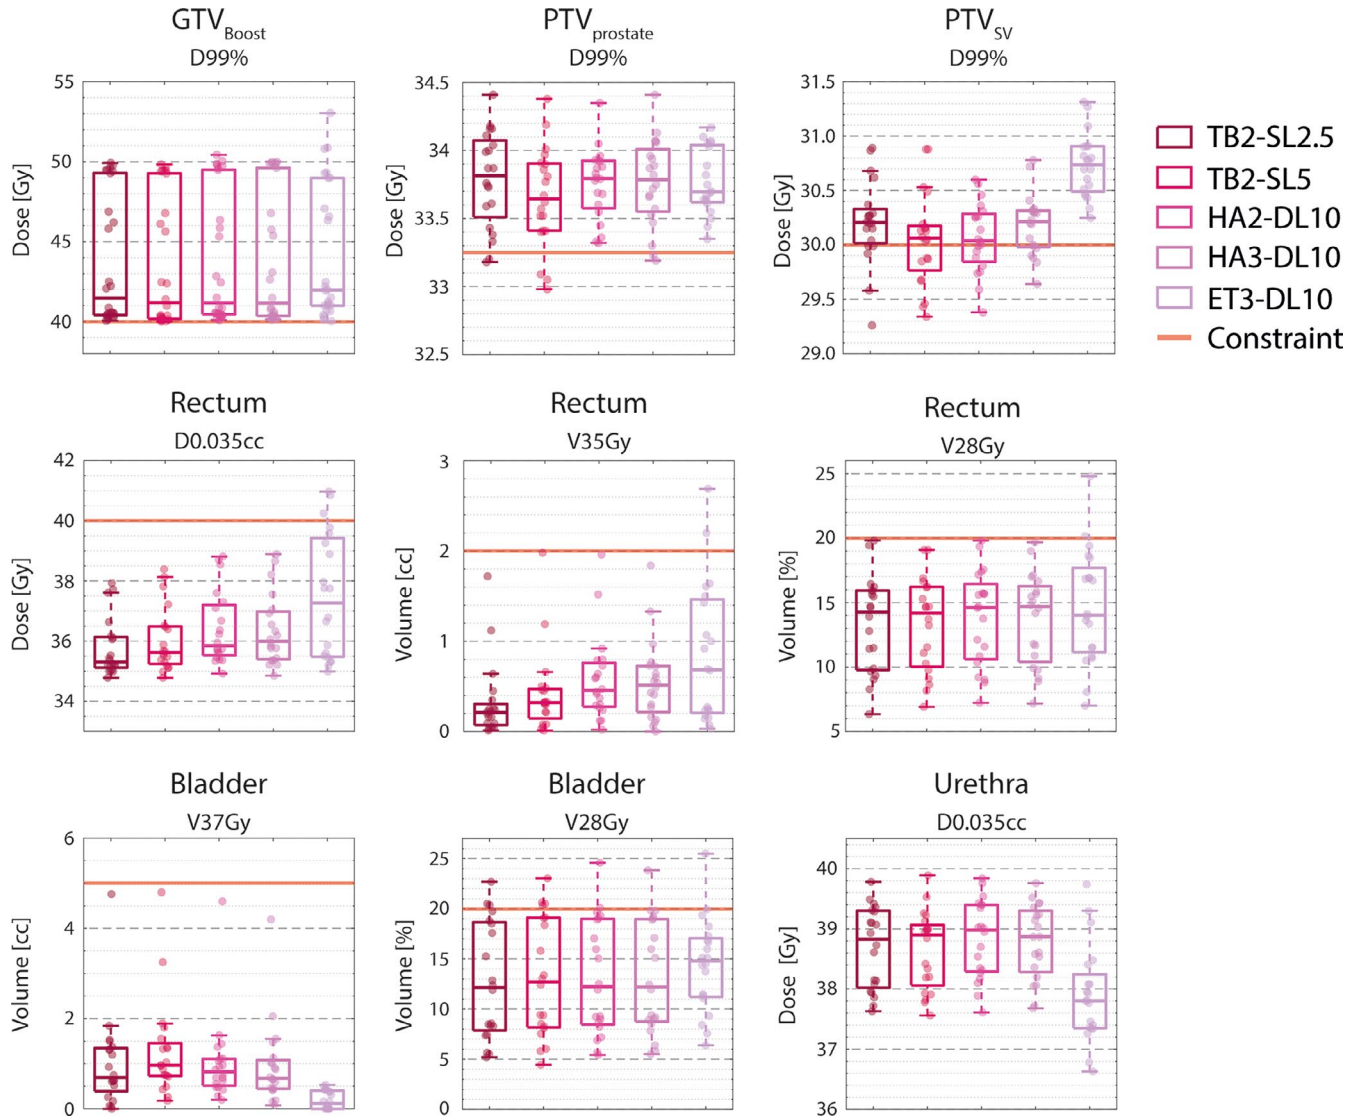 GTVBoost
D99%
Dose [Gy]
55
50
45
40
PTVprostate
D99%
Dose [Gy]
34.5
34
33.5
33
32.5
PTVSV
D99%
Dose [Gy]
31.5
31.0
30.5
30.0
29.5
29.0
TB2-SL2.5
TB2-SL5
HA2-DL10
HA3-DL10
ET3-DL10
Constraint
Rectum
D0.035cc
Dose [Gy]
42
40
38
36
34
Rectum
V35Gy
Volume [cc]
3
2
1
0
Rectum
V28Gy
Volume [%]
25
20
15
10
5
Bladder
V37Gy
Volume [cc]
6
4
2
0
Bladder
V28Gy
Volume [%]
25
20
15
10
5
0
Urethra
D0.035cc
Dose [Gy]
40
39
38
37
36